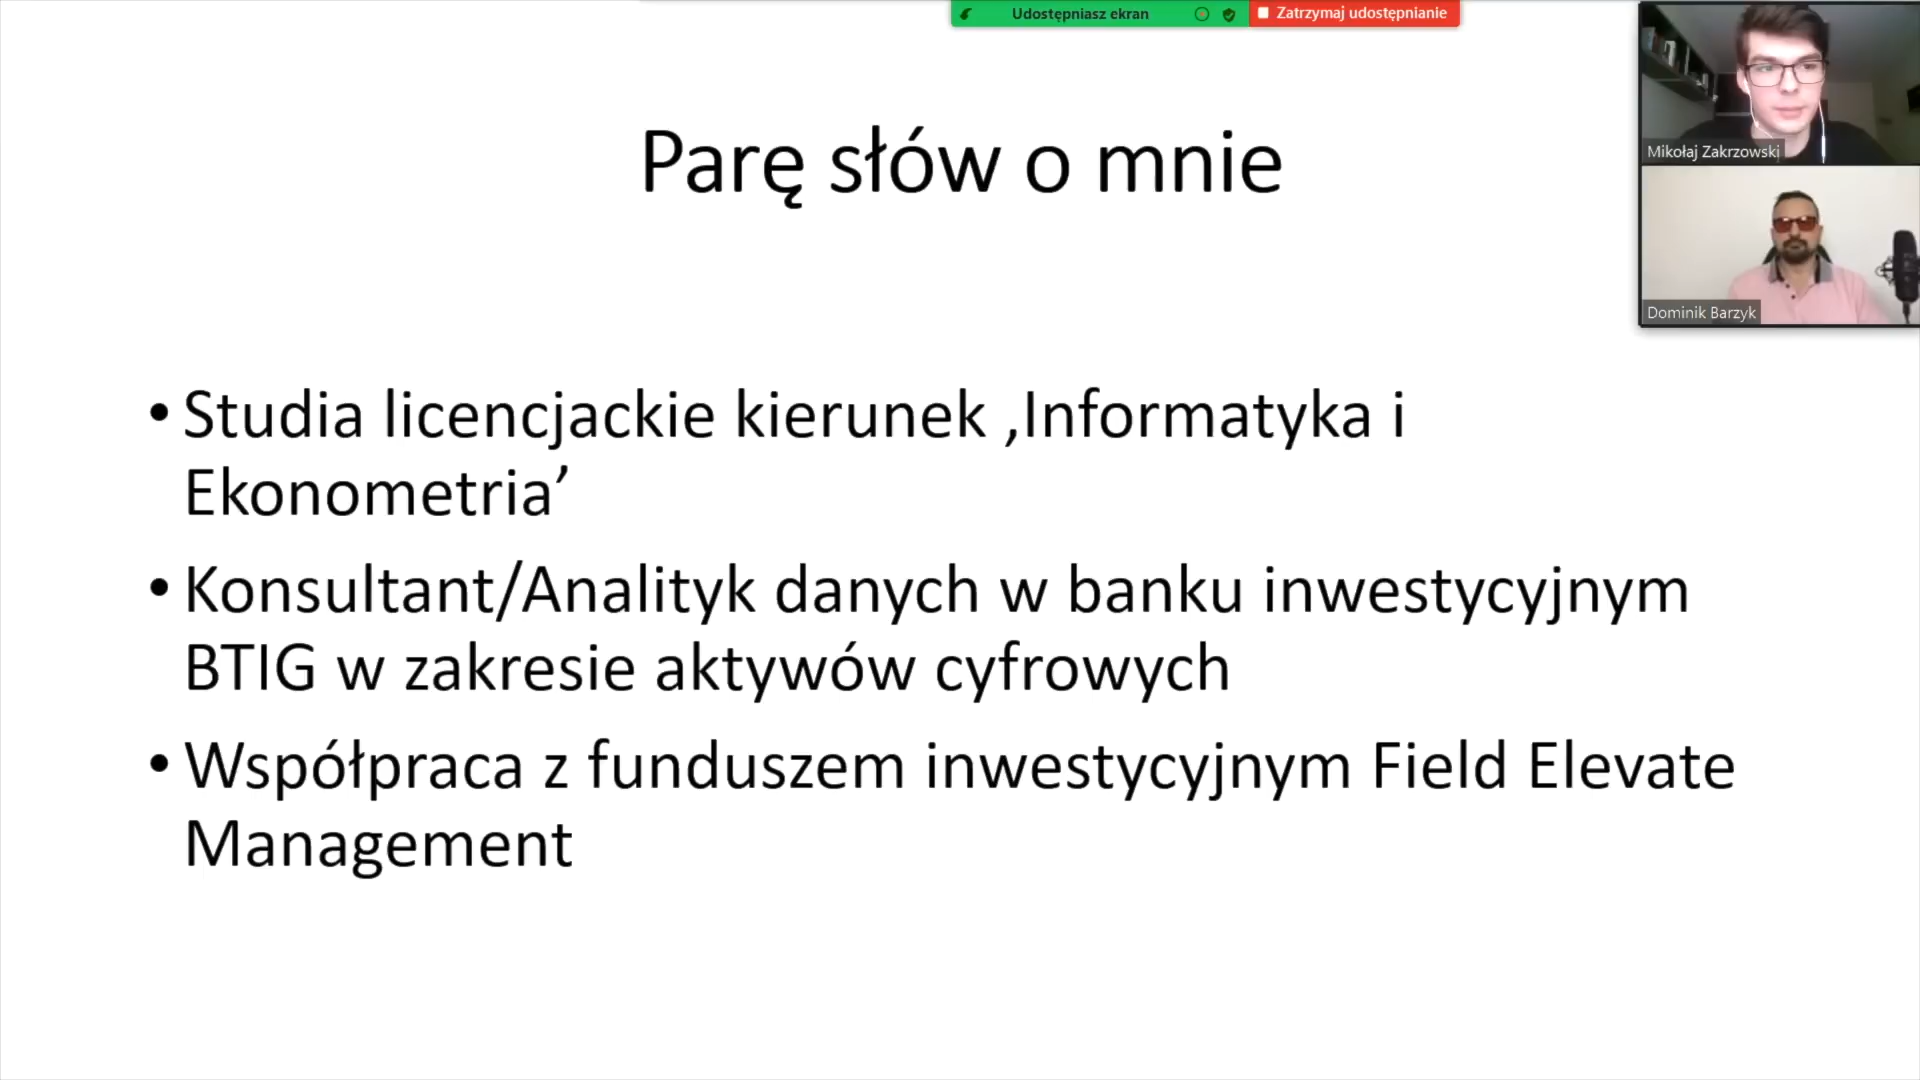 Udostępniasz ekran
Zatrzymaj udostępnianie
Mikołaj Zakrzowski
Dominik Barzyk
Parę słów o mnie
• Studia licencjackie kierunek ‚Informatyka i
Ekonometria’
• Konsultant/Analityk danych w banku inwestycyjnym
BTIG w zakresie aktywów cyfrowych
• Współpraca z funduszem inwestycyjnym Field Elevate
Management